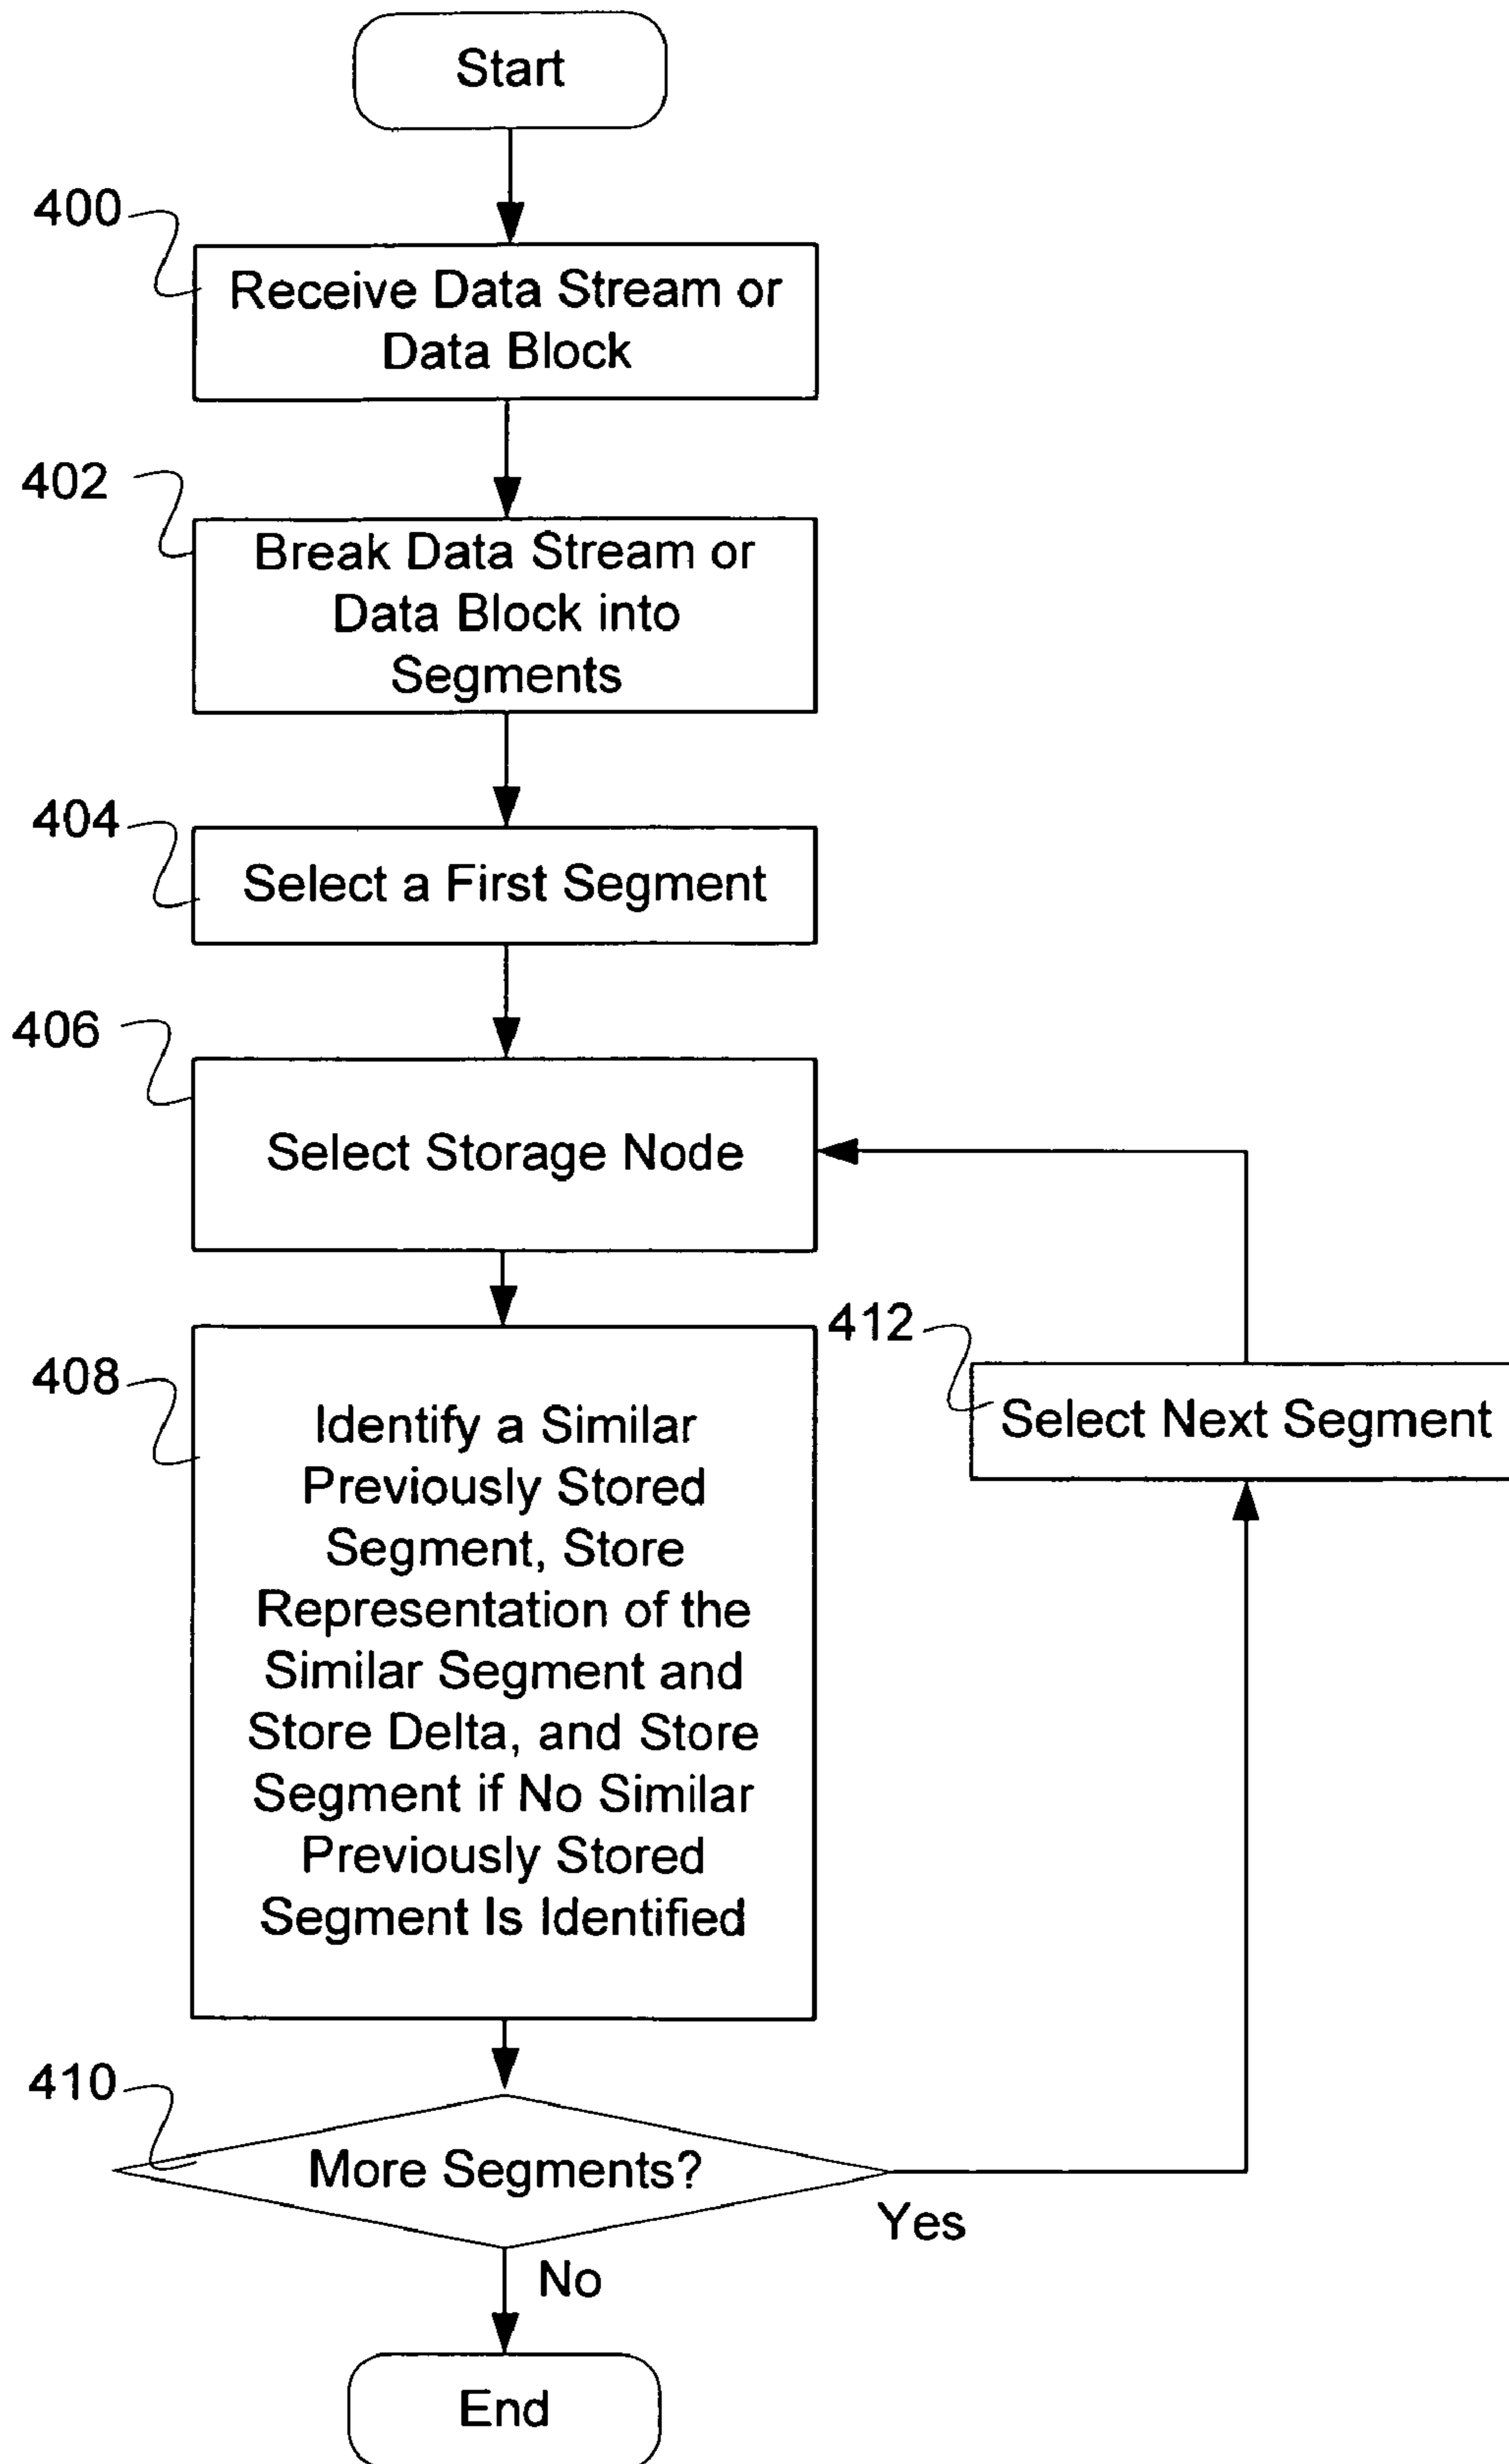 Start
400
Receive Data Stream or
Data Block
402
Break Data Stream or
Data Block into
Segments
404
Select a First Segment
406
Select Storage Node
408
Identify a Similar
Previously Stored
Segment, Store
Representation of the
Similar Segment and
Store Delta, and Store
Segment if No Similar
Previously Stored
Segment Is Identified
412
Select Next Segment
410
More Segments?
Yes
No
End